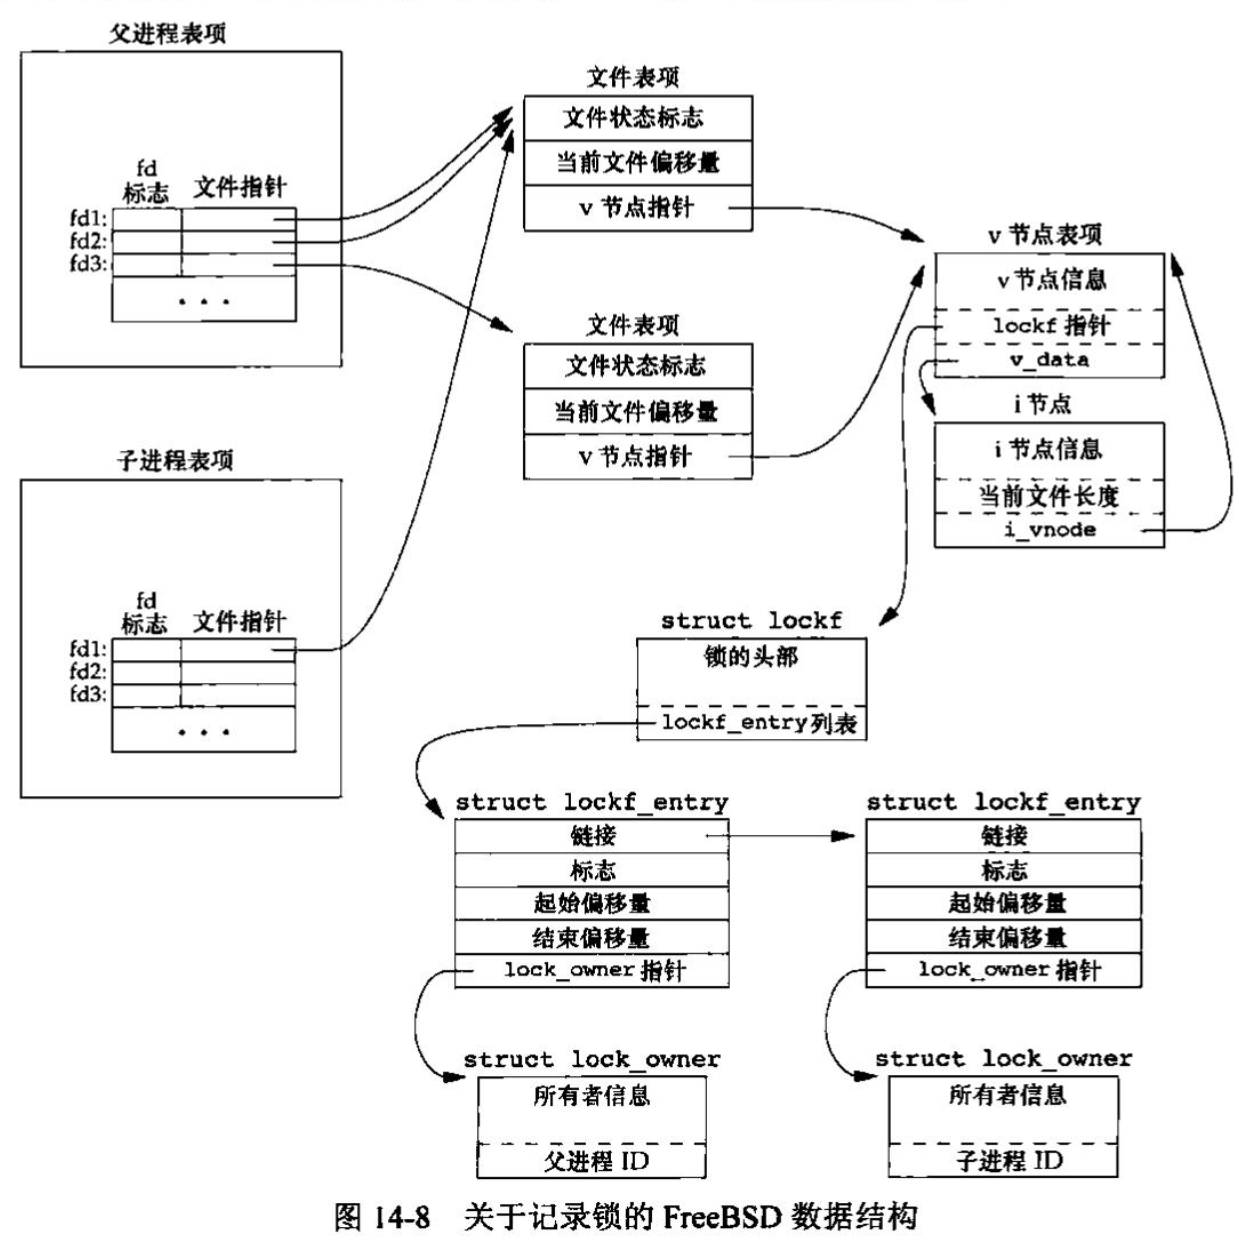 父进程表项
fd
标志 文件指针
fd1:
fd2:
fd3:
· · ·
文件表项
文件状态标志
当前文件偏移量
v 节点指针
文件表项
文件状态标志
当前文件偏移量
v 节点指针
v 节点表项
v 节点信息
lockf 指针
v_data
i 节点
i 节点信息
当前文件长度
i_vnode
子进程表项
fd
标志 文件指针
fd1:
fd2:
fd3:
· · ·
struct lockf
锁的头部
lockf_entry列表
struct lockf_entry
链接
标志
起始偏移量
结束偏移量
lock_owner 指针
struct lockf_entry
链接
标志
起始偏移量
结束偏移量
lock_owner 指针
struct lock_owner
所有者信息
父进程 ID
struct lock_owner
所有者信息
子进程 ID
图 14-8 关于记录锁的 FreeBSD 数据结构